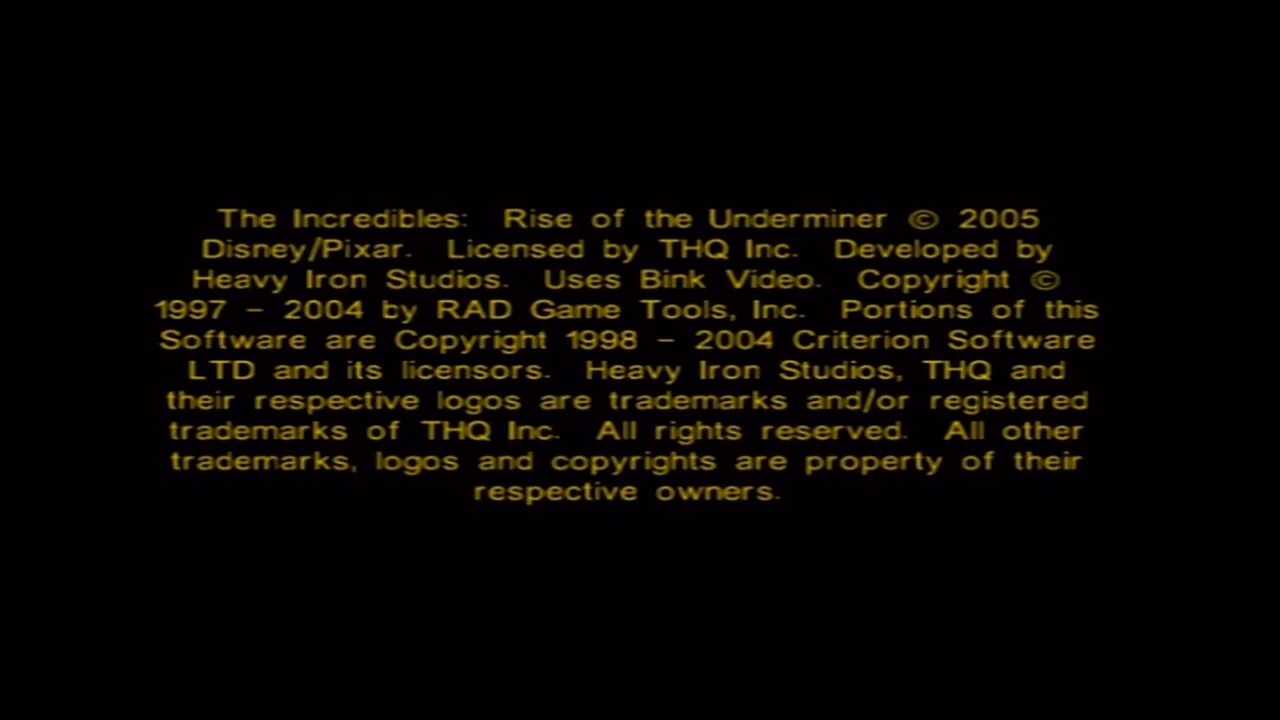 The Incredibles: Rise of the Underminer © 2005
Disney/Pixar. Licensed by THQ Inc. Developed by
Heavy Iron Studios. Uses Bink Video. Copyright ©
1997 – 2004 by RAD Game Tools, Inc. Portions of this
Software are Copyright 1998 – 2004 Criterion Software
LTD and its licensors. Heavy Iron Studios, THQ and
their respective logos are trademarks and/or registered
trademarks of THQ Inc. All rights reserved. All other
trademarks, logos and copyrights are property of their
respective owners.